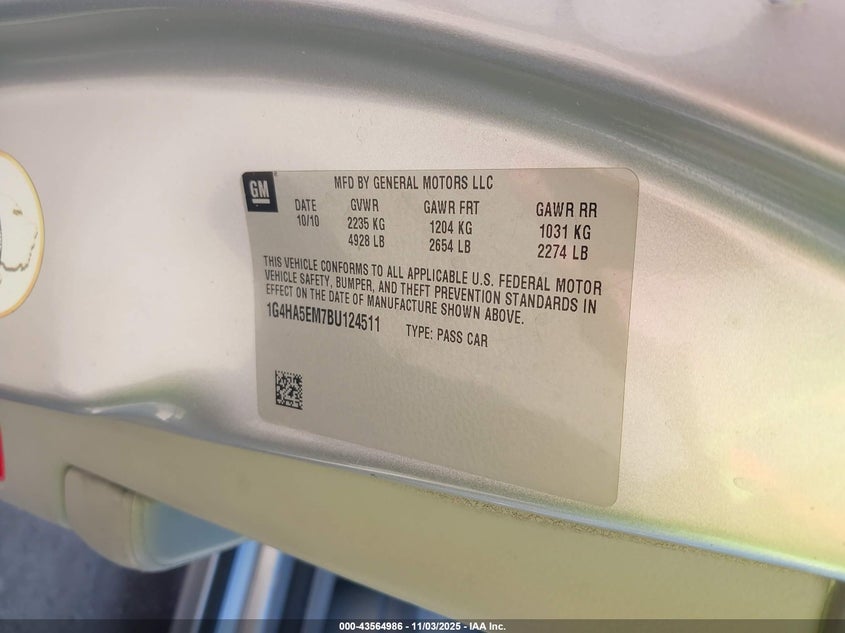 GM
MFD BY GENERAL MOTORS LLC
DATE GVWR GAWR FRT GAWR RR
10/10 2235 KG 1204 KG 1031 KG
4928 LB 2654 LB 2274 LB
THIS VEHICLE CONFORMS TO ALL APPLICABLE U.S. FEDERAL MOTOR
VEHICLE SAFETY, BUMPER, AND THEFT PREVENTION STANDARDS IN
EFFECT ON THE DATE OF MANUFACTURE SHOWN ABOVE.
1G4HA5EM7BU124511 TYPE: PASS CAR
000-43564986 - 11/03/2025 - IAA Inc.